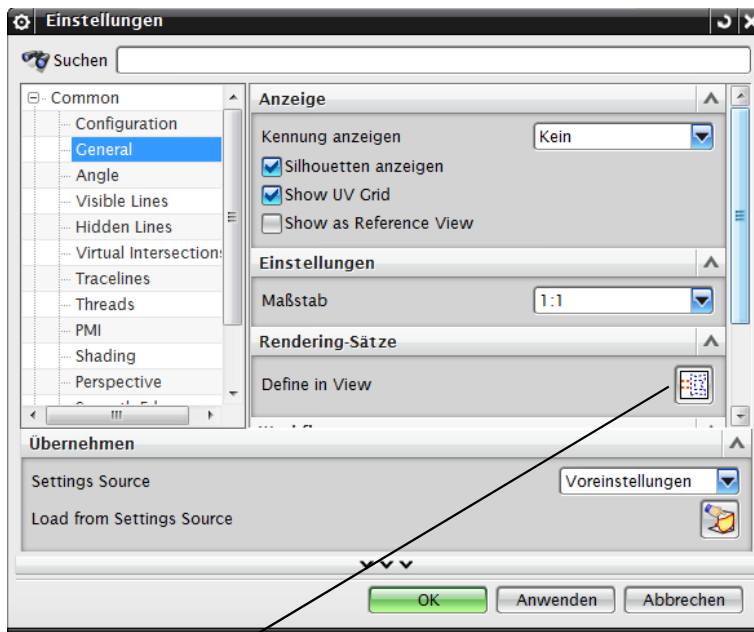 Einstellungen
Suchen
Common
Configuration
General
Angle
Visible Lines
Hidden Lines
Virtual Intersection
Tracelines
Threads
PMI
Shading
Perspective
Anzeige
Kennung anzeigen Kein
Silhouetten anzeigen
Show UV Grid
Show as Reference View
Einstellungen
Maßstab 1:1
Rendering-Sätze
Define in View
Übernehmen
Settings Source Voreinstellungen
Load from Settings Source
OK Anwenden Abbrechen